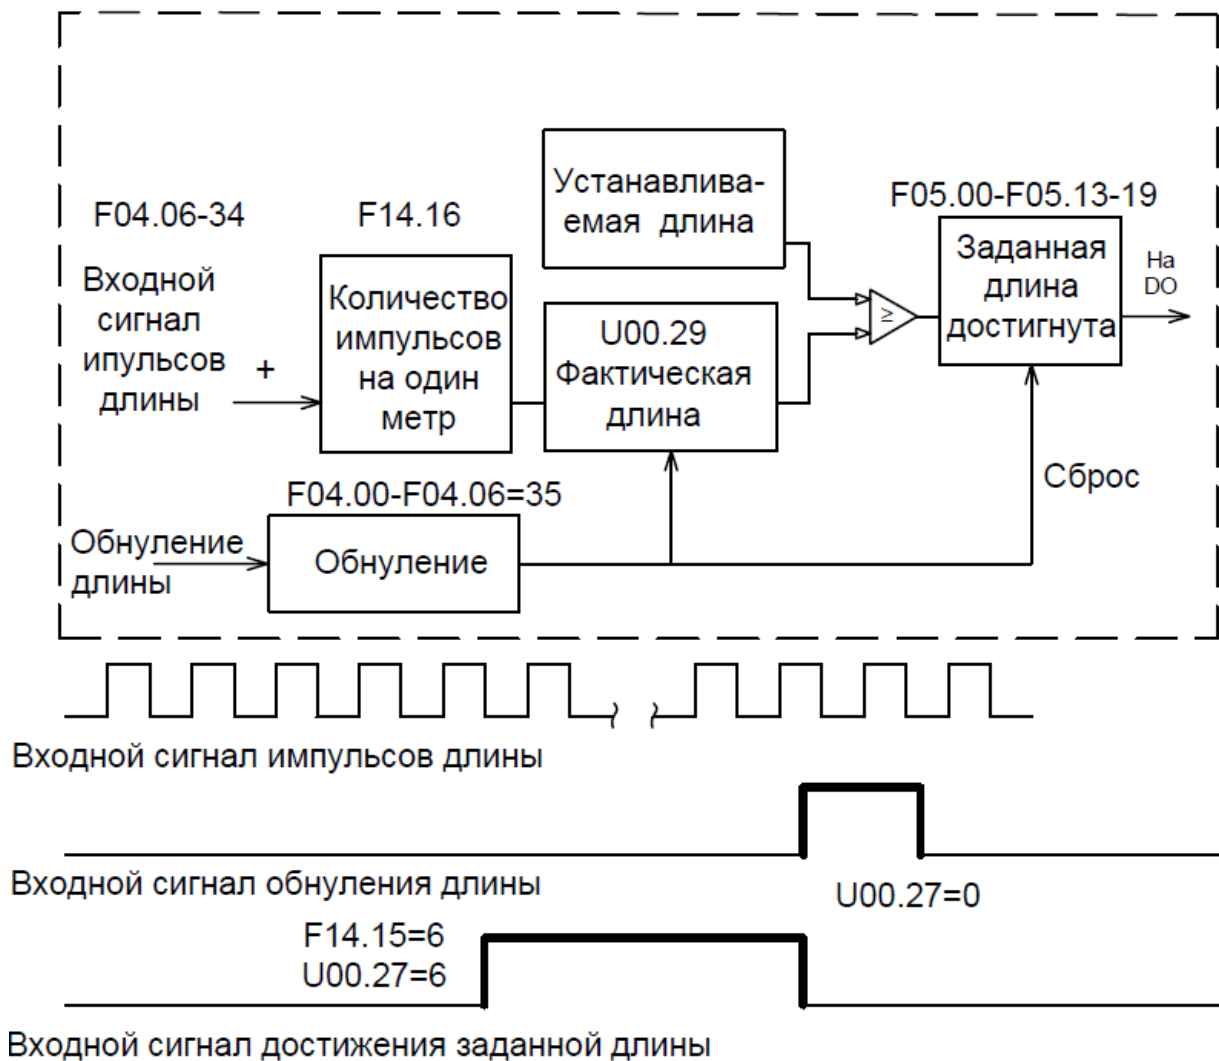 F04.06-34
Входной
сигнал
ипульсов
длины
+
F14.16
Количество
импульсов
на один
метр
Устанавлива-
емая длина
U00.29
Фактическая
длина
≥
F05.00-F05.13-19
Заданная
длина
достигнута
На
DO
Сброс
F04.00-F04.06=35
Обнуление
длины
Обнуление
Входной сигнал импульсов длины
Входной сигнал обнуления длины
U00.27=0
F14.15=6
U00.27=6
Входной сигнал достижения заданной длины